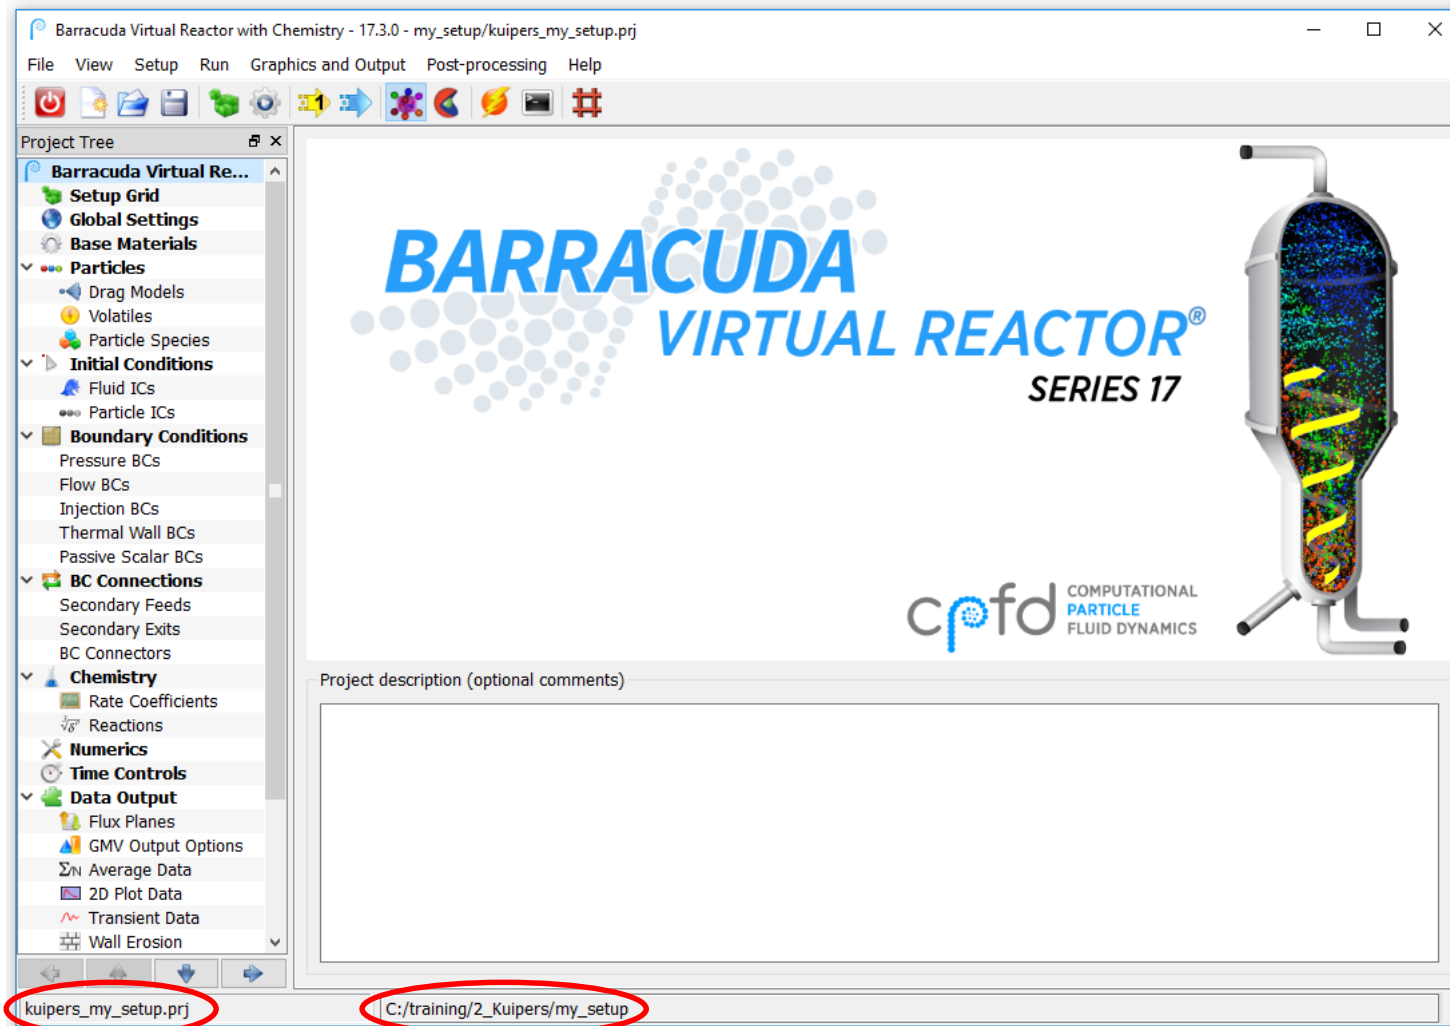 Barracuda Virtual Reactor with Chemistry - 17.3.0 - my_setup/kuipers_my_setup.prj
File View Setup Run Graphics and Output Post-processing Help
1
Project Tree
Barracuda Virtual Re...
Setup Grid
Global Settings
Base Materials
Particles
Drag Models
Volatiles
Particle Species
Initial Conditions
Fluid ICs
Particle ICs
Boundary Conditions
Pressure BCs
Flow BCs
Injection BCs
Thermal Wall BCs
Passive Scalar BCs
BC Connections
Secondary Feeds
Secondary Exits
BC Connectors
Chemistry
Rate Coefficients
Reactions
Numerics
Time Controls
Data Output
Flux Planes
GMV Output Options
Σ/N Average Data
2D Plot Data
Transient Data
Wall Erosion
BARRACUDA
VIRTUAL REACTOR®
SERIES 17
cpfd
COMPUTATIONAL
PARTICLE
FLUID DYNAMICS
Project description (optional comments)
kuipers_my_setup.prj
C:/training/2_Kuipers/my_setup